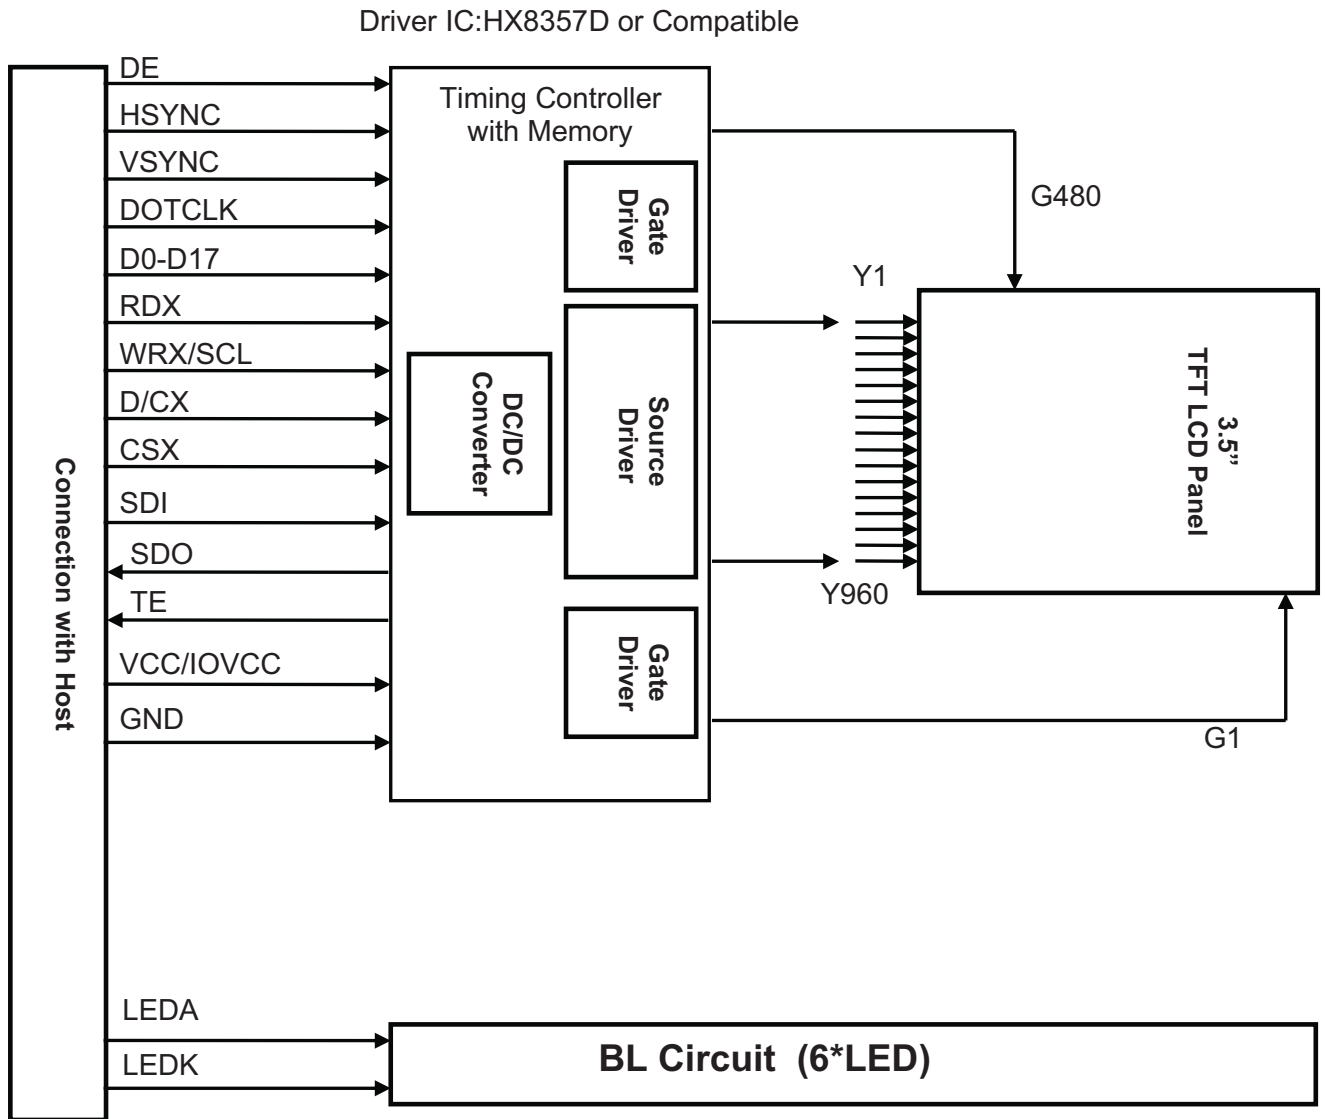 Driver IC:HX8357D or Compatible
Connection with Host
DE
HSYNC
VSYNC
DOTCLK
D0-D17
RDX
WRX/SCL
D/CX
CSX
SDI
SDO
TE
VCC/IOVCC
GND
Timing Controller
with Memory
Gate
Driver
DC/DC
Converter
Source
Driver
Gate
Driver
G480
Y1
Y960
G1
3.5”
TFT LCD Panel
LEDA
LEDK
BL Circuit (6*LED)